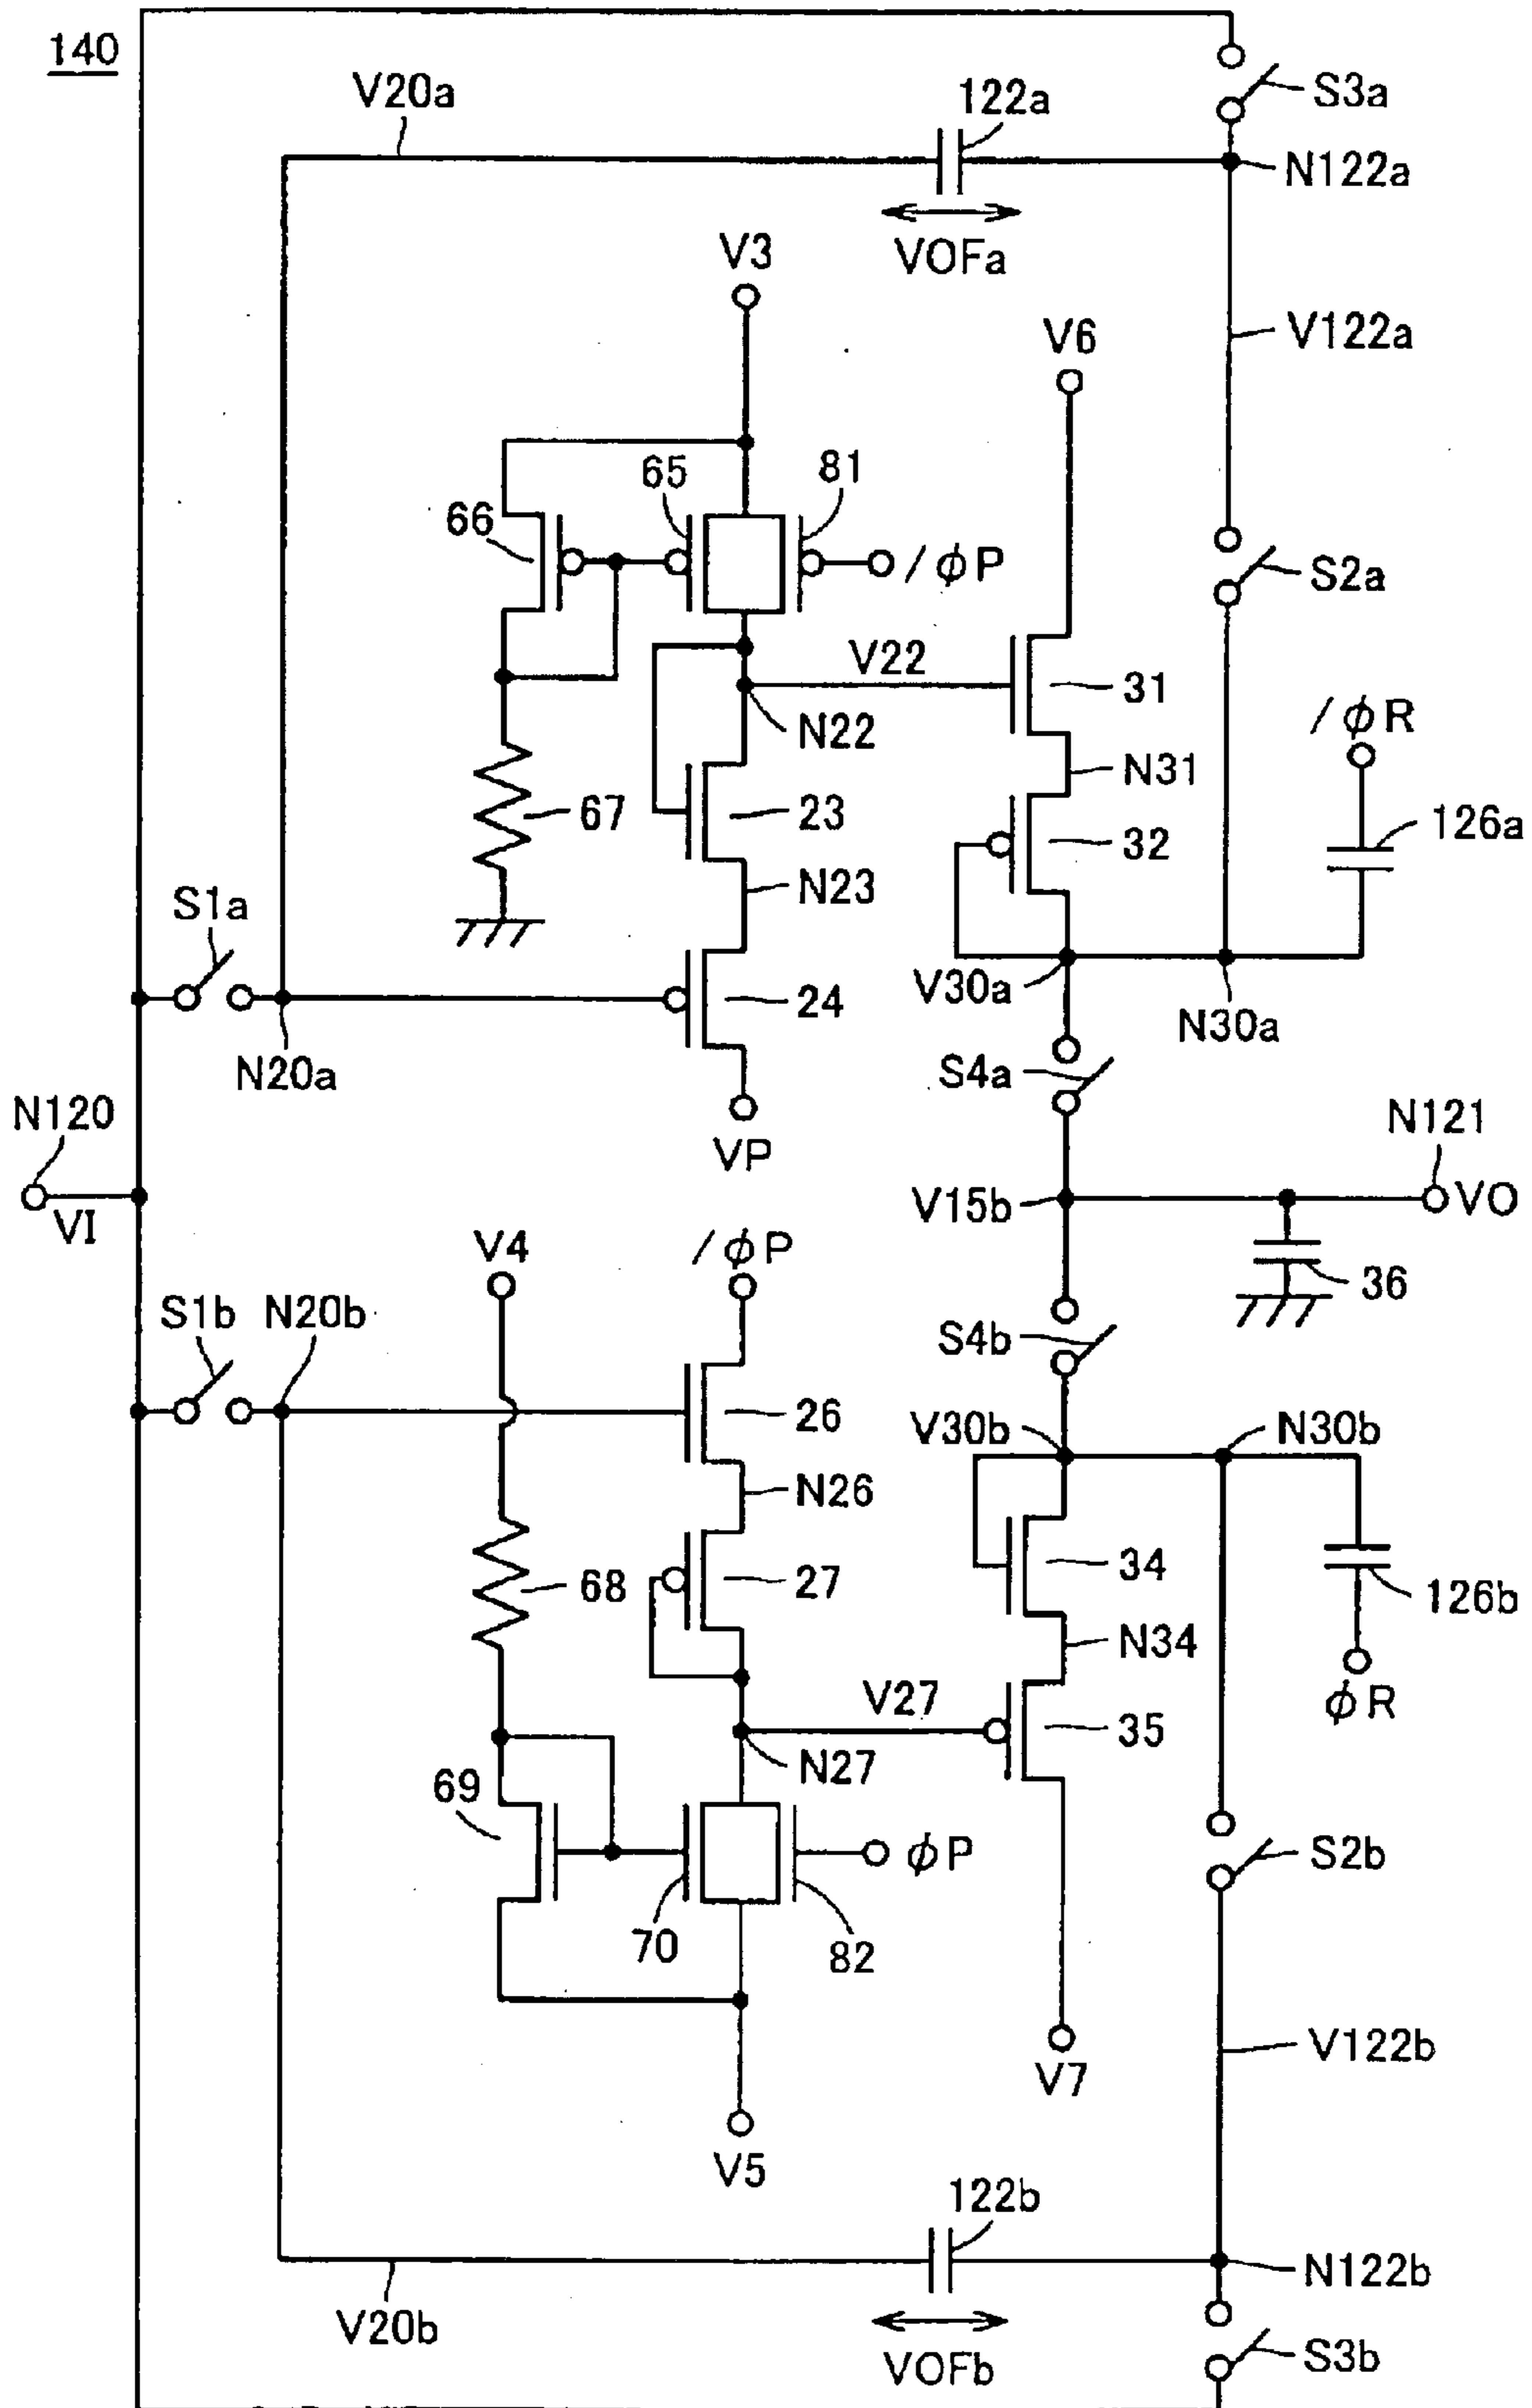 140
V20a
122a
S3a
N122a
VOFa
V3
V6
V122a
65
81
66
/φP
S2a
V22
31
/φR
N22
N31
67
23
32
126a
N23
S1a
24
V30a
N30a
N20a
S4a
N120
VP
N121
V15b
VO
VI
V4
/φP
36
S1b
N20b
S4b
26
V30b
N30b
N26
27
34
68
126b
N34
V27
φR
35
N27
69
φP
S2b
70
82
V122b
V7
V5
122b
N122b
V20b
VOFb
S3b